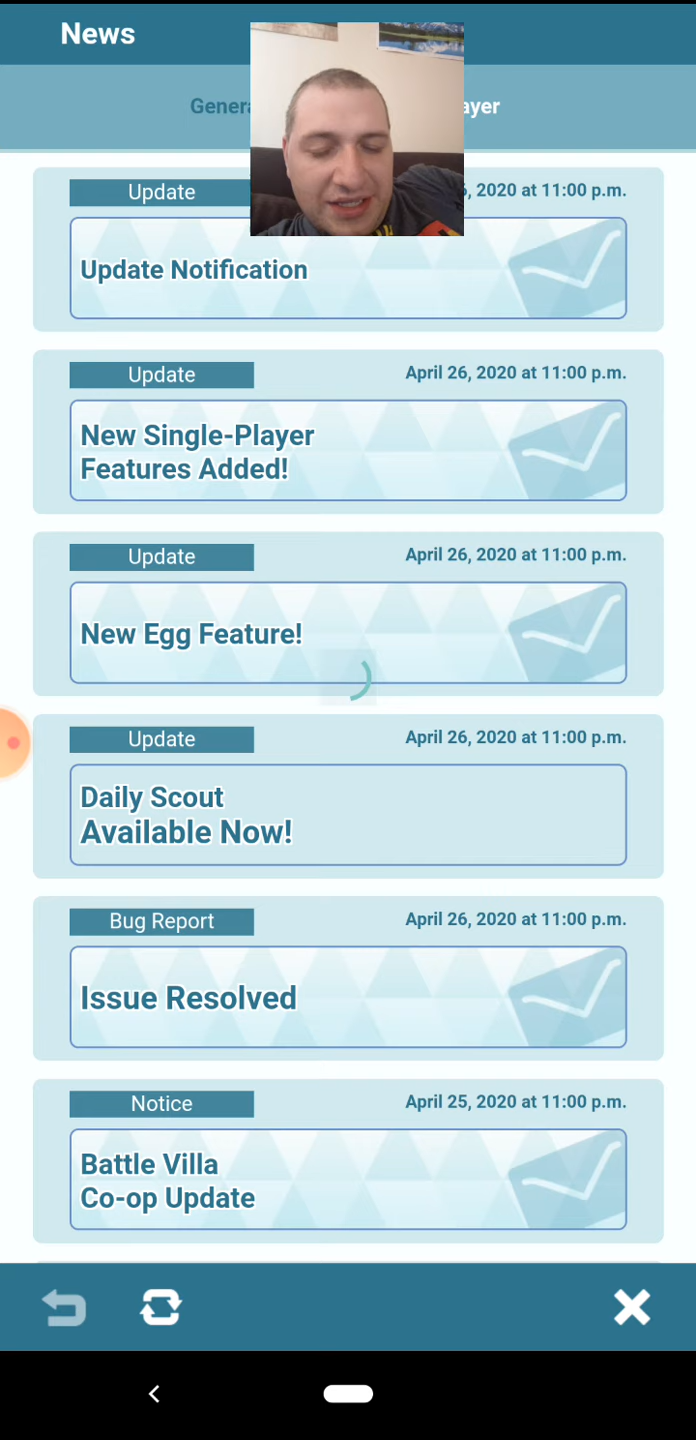 News
Update
2020 at 11:00 p.m.
Update Notification
Update
April 26, 2020 at 11:00 p.m.
New Single-Player
Features Added!
Update
April 26, 2020 at 11:00 p.m.
New Egg Feature!
Update
April 26, 2020 at 11:00 p.m.
Daily Scout
Available Now!
Bug Report
April 26, 2020 at 11:00 p.m.
Issue Resolved
Notice
April 25, 2020 at 11:00 p.m.
Battle Villa
Co-op Update